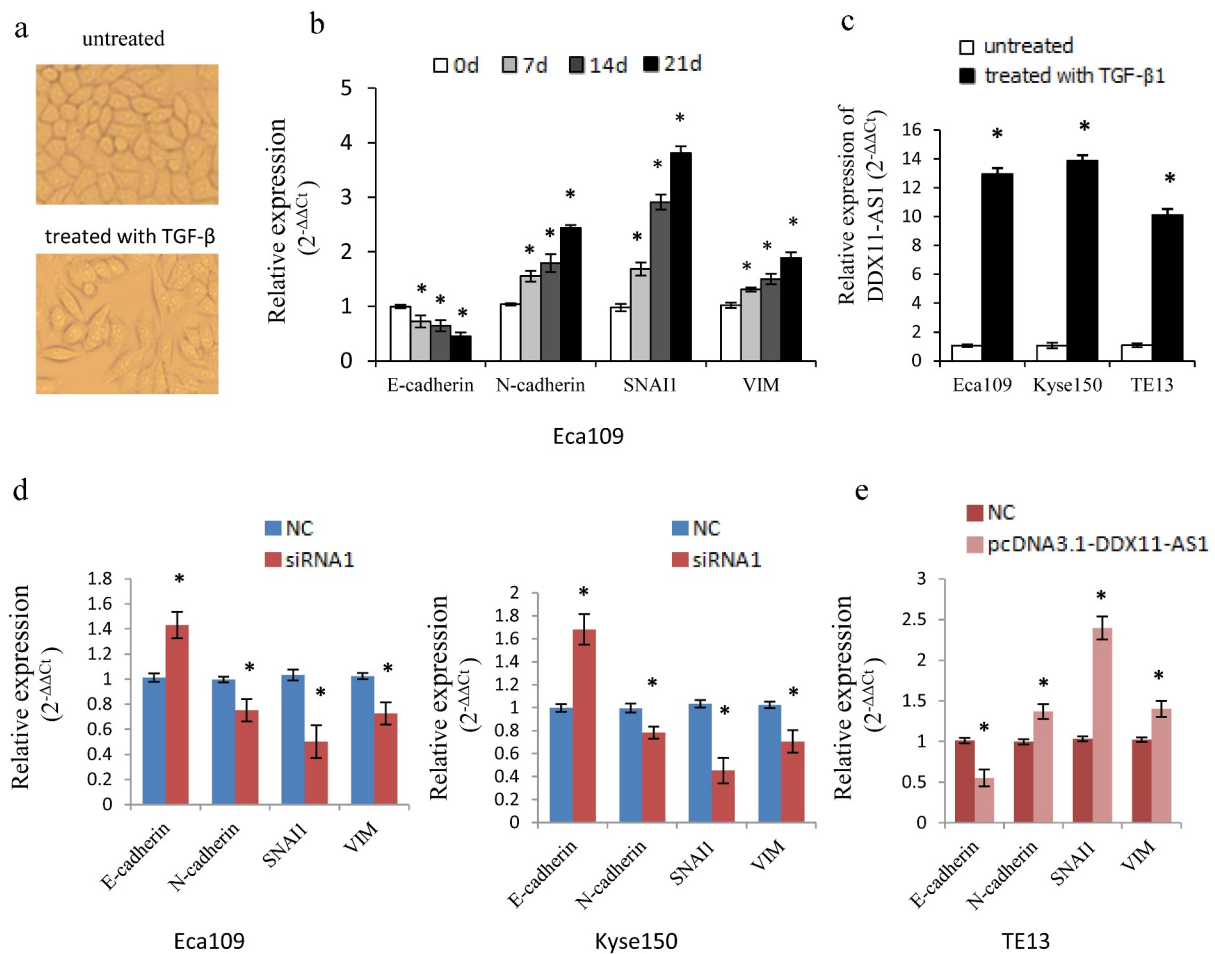 a
untreated
treated with TGF-β
b
0d 7d 14d 21d
Relative expression
(2-ΔΔCt)
5
4
3
2
1
0
* * * * * * * * * * * *
E-cadherin N-cadherin SNAI1 VIM
Eca109
c
untreated
treated with TGF-β1
Relative expression of
DDX11-AS1 (2-ΔΔCt)
16
14
12
10
8
6
4
2
0
* * *
Eca109 Kyse150 TE13
d
NC
siRNA1
Relative expression
(2-ΔΔCt)
1.8
1.6
1.4
1.2
1
0.8
0.6
0.4
0.2
0
* * * *
E-cadherin N-cadherin SNAI1 VIM
Eca109
NC
siRNA1
Relative expression
(2-ΔΔCt)
2
1.8
1.6
1.4
1.2
1
0.8
0.6
0.4
0.2
0
* * * *
E-cadherin N-cadherin SNAI1 VIM
Kyse150
e
NC
pcDNA3.1-DDX11-AS1
Relative expression
(2-ΔΔCt)
3
2.5
2
1.5
1
0.5
0
* * * *
E-cadherin N-cadherin SNAI1 VIM
TE13